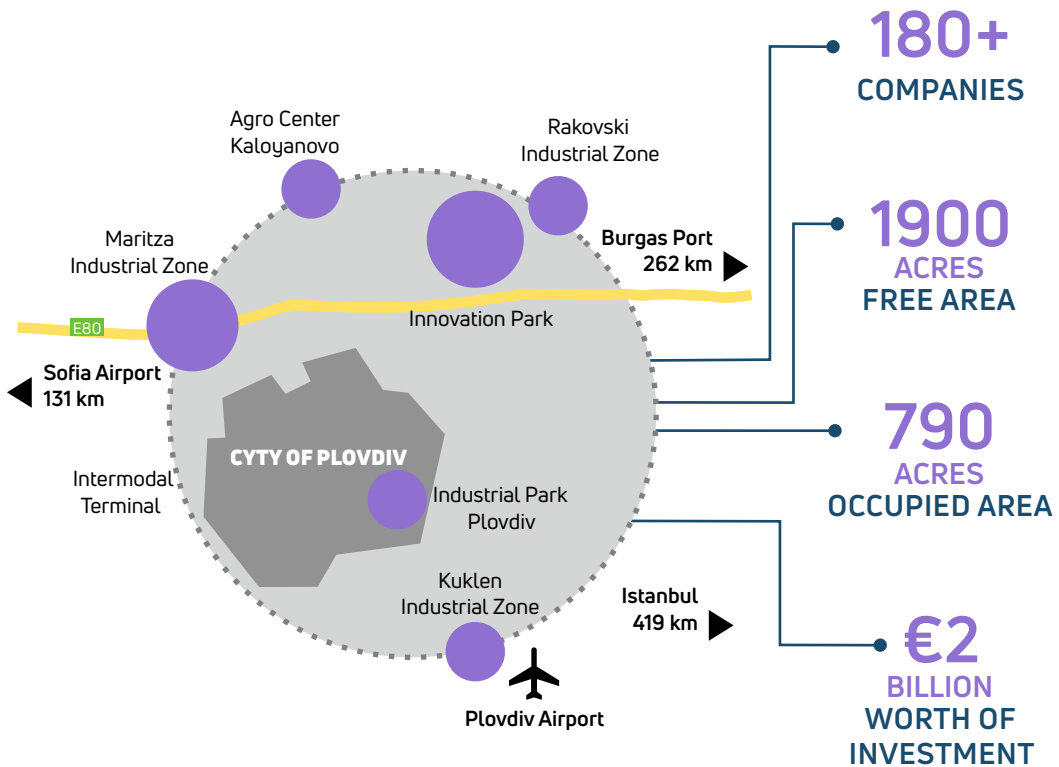 180+
COMPANIES
Agro Center
Kaloyanovo
Rakovski
Industrial Zone
1900
ACRES
FREE AREA
Maritza
Industrial Zone
Burgas Port
262 km
E80
Innovation Park
Sofia Airport
131 km
790
ACRES
OCCUPIED AREA
CYTY OF PLOVDIV
Intermodal
Terminal
Industrial Park
Plovdiv
Kuklen
Industrial Zone
Istanbul
419 km
€2
BILLION
WORTH OF
INVESTMENT
Plovdiv Airport